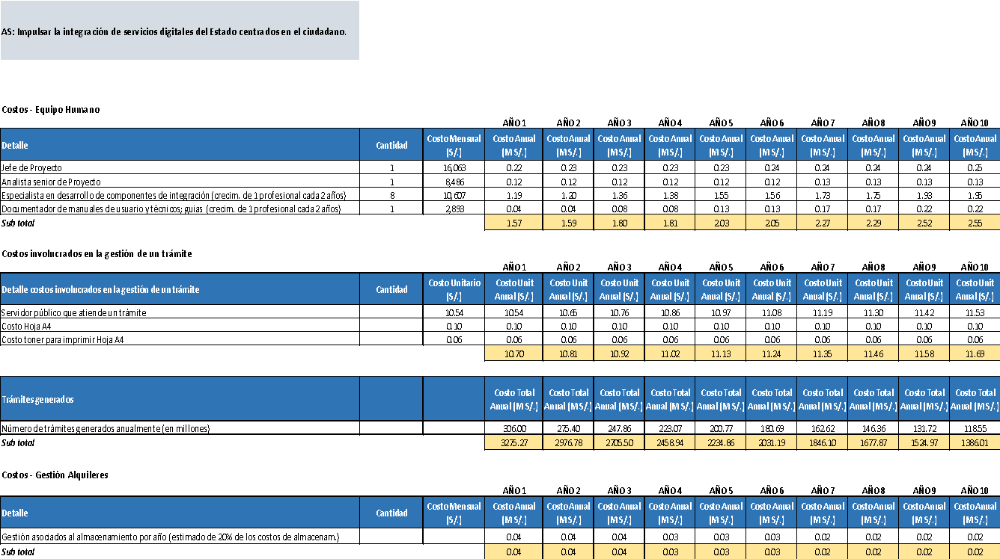 AS: Impulsar la integración de servicios digitales del Estado centrados en el ciudadano.
Costos - Equipo Humano
AÑO 1 AÑO 2 AÑO 3 AÑO 4 AÑO 5 AÑO 6 AÑO 7 AÑO 8 AÑO 9 AÑO 10
Detalle Cantidad Costo Mensual (S/.) Costo Anual (M S/.) Costo Anual (M S/.) Costo Anual (M S/.) Costo Anual (M S/.) Costo Anual (M S/.) Costo Anual (M S/.) Costo Anual (M S/.) Costo Anual (M S/.) Costo Anual (M S/.) Costo Anual (M S/.)
Jefe de Proyecto 1 16,063 0.22 0.23 0.23 0.23 0.23 0.24 0.24 0.24 0.24 0.25
Analista senior de Proyecto 1 8,486 0.12 0.12 0.12 0.12 0.12 0.12 0.13 0.13 0.13 0.13
Especialista en desarrollo de componentes de integración (crecim. de 1 profesional cada 2 años) 8 10,607 1.19 1.20 1.36 1.38 1.55 1.56 1.73 1.75 1.93 1.95
Documentador de manuales de usuario y técnicos; guias (crecim. de 1 profesional cada 2 años) 1 2,893 0.04 0.04 0.08 0.08 0.13 0.13 0.17 0.17 0.22 0.22
Sub total 1.57 1.59 1.80 1.81 2.03 2.05 2.27 2.29 2.52 2.55
Costos involucrados en la gestión de un trámite
AÑO 1 AÑO 2 AÑO 3 AÑO 4 AÑO 5 AÑO 6 AÑO 7 AÑO 8 AÑO 9 AÑO 10
Detalle costos involucrados en la gestión de un trámite Cantidad Costo Unitario (S/.) Costo Unit Anual (S/.) Costo Unit Anual (S/.) Costo Unit Anual (S/.) Costo Unit Anual (S/.) Costo Unit Anual (S/.) Costo Unit Anual (S/.) Costo Unit Anual (S/.) Costo Unit Anual (S/.) Costo Unit Anual (S/.) Costo Unit Anual (S/.)
Servidor público que atiende un trámite 10.54 10.54 10.65 10.76 10.86 10.97 11.08 11.19 11.30 11.42 11.53
Costo Hoja A4 0.10 0.10 0.10 0.10 0.10 0.10 0.10 0.10 0.10 0.10 0.10
Costo toner para imprimir Hoja A4 0.06 0.06 0.06 0.06 0.06 0.06 0.06 0.06 0.06 0.06 0.06
10.70 10.81 10.92 11.02 11.13 11.24 11.35 11.46 11.58 11.69
Trámites generados Costo Total Anual (M S/.) Costo Total Anual (M S/.) Costo Total Anual (M S/.) Costo Total Anual (M S/.) Costo Total Anual (M S/.) Costo Total Anual (M S/.) Costo Total Anual (M S/.) Costo Total Anual (M S/.) Costo Total Anual (M S/.) Costo Total Anual (M S/.)
Número de trámites generados anualmente (en millones) 306.00 275.40 247.86 223.07 200.77 180.69 162.62 146.36 131.72 118.55
Sub total 3275.27 2976.78 2705.50 2458.94 2234.86 2031.19 1846.10 1677.87 1524.97 1386.01
Costos - Gestión Alquileres
AÑO 1 AÑO 2 AÑO 3 AÑO 4 AÑO 5 AÑO 6 AÑO 7 AÑO 8 AÑO 9 AÑO 10
Detalle Cantidad Costo Mensual (S/.) Costo Anual (M S/.) Costo Anual (M S/.) Costo Anual (M S/.) Costo Anual (M S/.) Costo Anual (M S/.) Costo Anual (M S/.) Costo Anual (M S/.) Costo Anual (M S/.) Costo Anual (M S/.) Costo Anual (M S/.)
Gestión asociados al almacenamiento por año (estimado de 20% de los costos de almacenam.) 0.04 0.04 0.04 0.03 0.03 0.03 0.02 0.02 0.02 0.02
Sub total 0.04 0.04 0.04 0.03 0.03 0.03 0.02 0.02 0.02 0.02